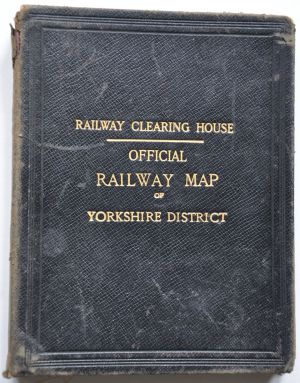 RAILWAY CLEARING HOUSE
OFFICIAL
RAILWAY MAP
OF
YORKSHIRE DISTRICT